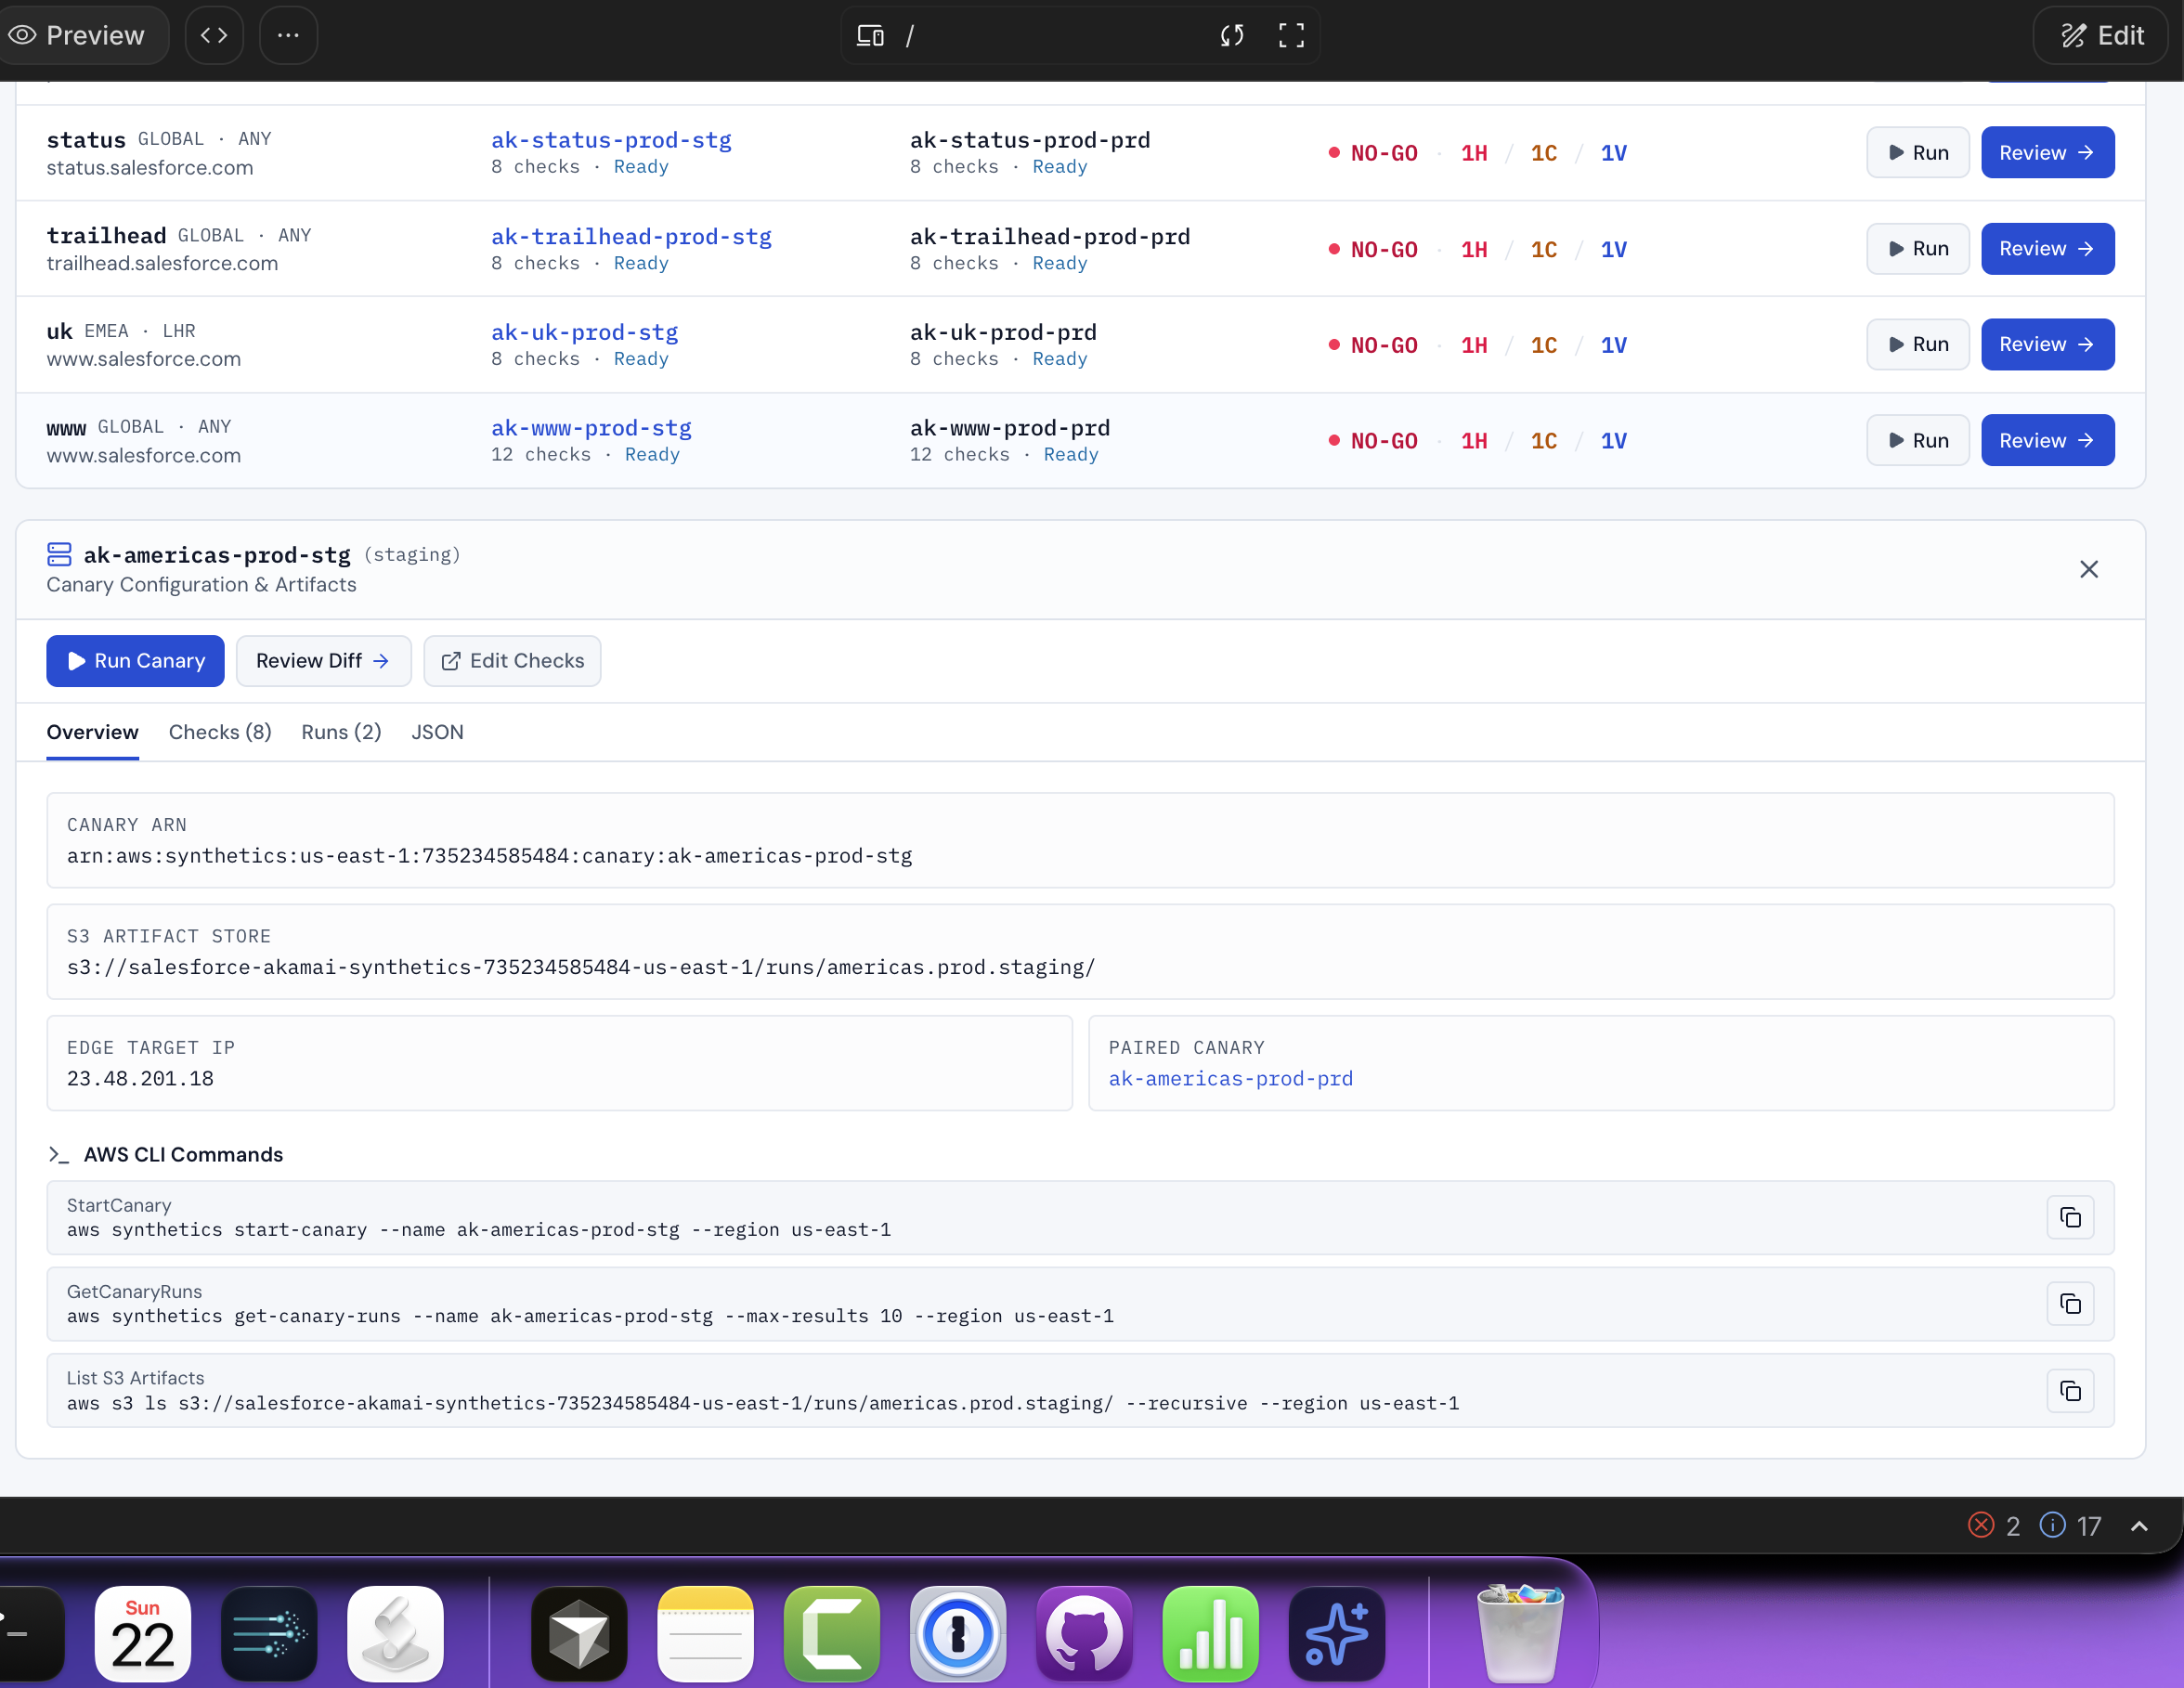 Preview
/
Edit
status GLOBAL · ANY
status.salesforce.com
ak-status-prod-stg
8 checks · Ready
ak-status-prod-prd
8 checks · Ready
NO-GO · 1H / 1C / 1V
Run
Review →
trailhead GLOBAL · ANY
trailhead.salesforce.com
ak-trailhead-prod-stg
8 checks · Ready
ak-trailhead-prod-prd
8 checks · Ready
NO-GO · 1H / 1C / 1V
Run
Review →
uk EMEA · LHR
www.salesforce.com
ak-uk-prod-stg
8 checks · Ready
ak-uk-prod-prd
8 checks · Ready
NO-GO · 1H / 1C / 1V
Run
Review →
www GLOBAL · ANY
www.salesforce.com
ak-www-prod-stg
12 checks · Ready
ak-www-prod-prd
12 checks · Ready
NO-GO · 1H / 1C / 1V
Run
Review →
ak-americas-prod-stg (staging)
Canary Configuration & Artifacts
Run Canary
Review Diff →
Edit Checks
Overview
Checks (8)
Runs (2)
JSON
CANARY ARN
arn:aws:synthetics:us-east-1:735234585484:canary:ak-americas-prod-stg
S3 ARTIFACT STORE
s3://salesforce-akamai-synthetics-735234585484-us-east-1/runs/americas.prod.staging/
EDGE TARGET IP
23.48.201.18
PAIRED CANARY
ak-americas-prod-prd
>_ AWS CLI Commands
StartCanary
aws synthetics start-canary --name ak-americas-prod-stg --region us-east-1
GetCanaryRuns
aws synthetics get-canary-runs --name ak-americas-prod-stg --max-results 10 --region us-east-1
List S3 Artifacts
aws s3 ls s3://salesforce-akamai-synthetics-735234585484-us-east-1/runs/americas.prod.staging/ --recursive --region us-east-1
2
17
Sun
22